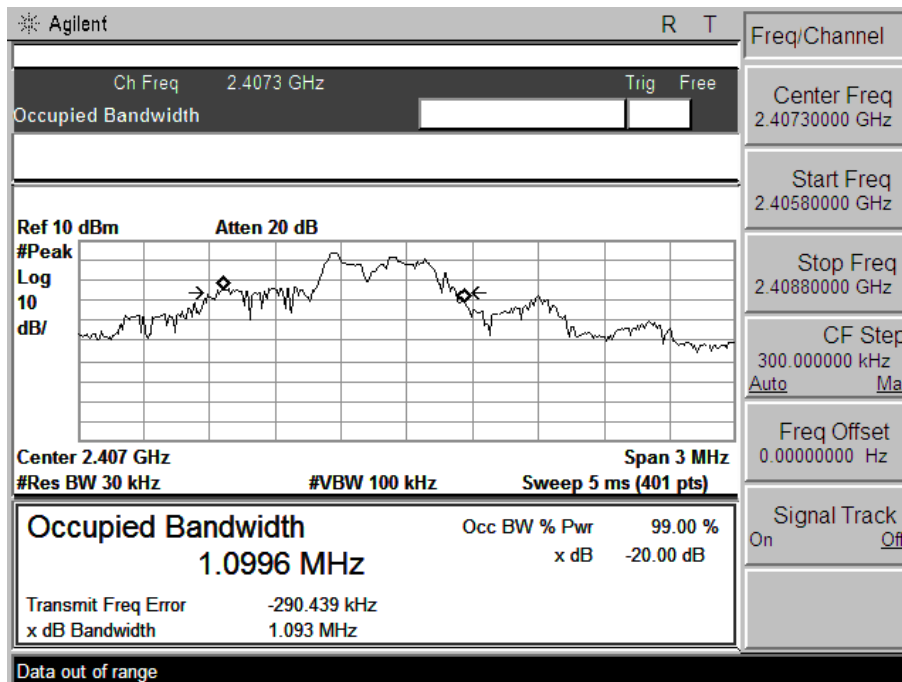 Agilent R T
Ch Freq 2.4073 GHz Trig Free
Occupied Bandwidth
Ref 10 dBm Atten 20 dB
#Peak
Log
10
dB/
Center 2.407 GHz Span 3 MHz
#Res BW 30 kHz #VBW 100 kHz Sweep 5 ms (401 pts)
Occupied Bandwidth
1.0996 MHz
Occ BW % Pwr 99.00 %
x dB -20.00 dB
Transmit Freq Error -290.439 kHz
x dB Bandwidth 1.093 MHz
Data out of range
Freq/Channel
Center Freq
2.40730000 GHz
Start Freq
2.40580000 GHz
Stop Freq
2.40880000 GHz
CF Step
300.000000 kHz
Auto Ma
Freq Offset
0.00000000 Hz
Signal Track
On Off